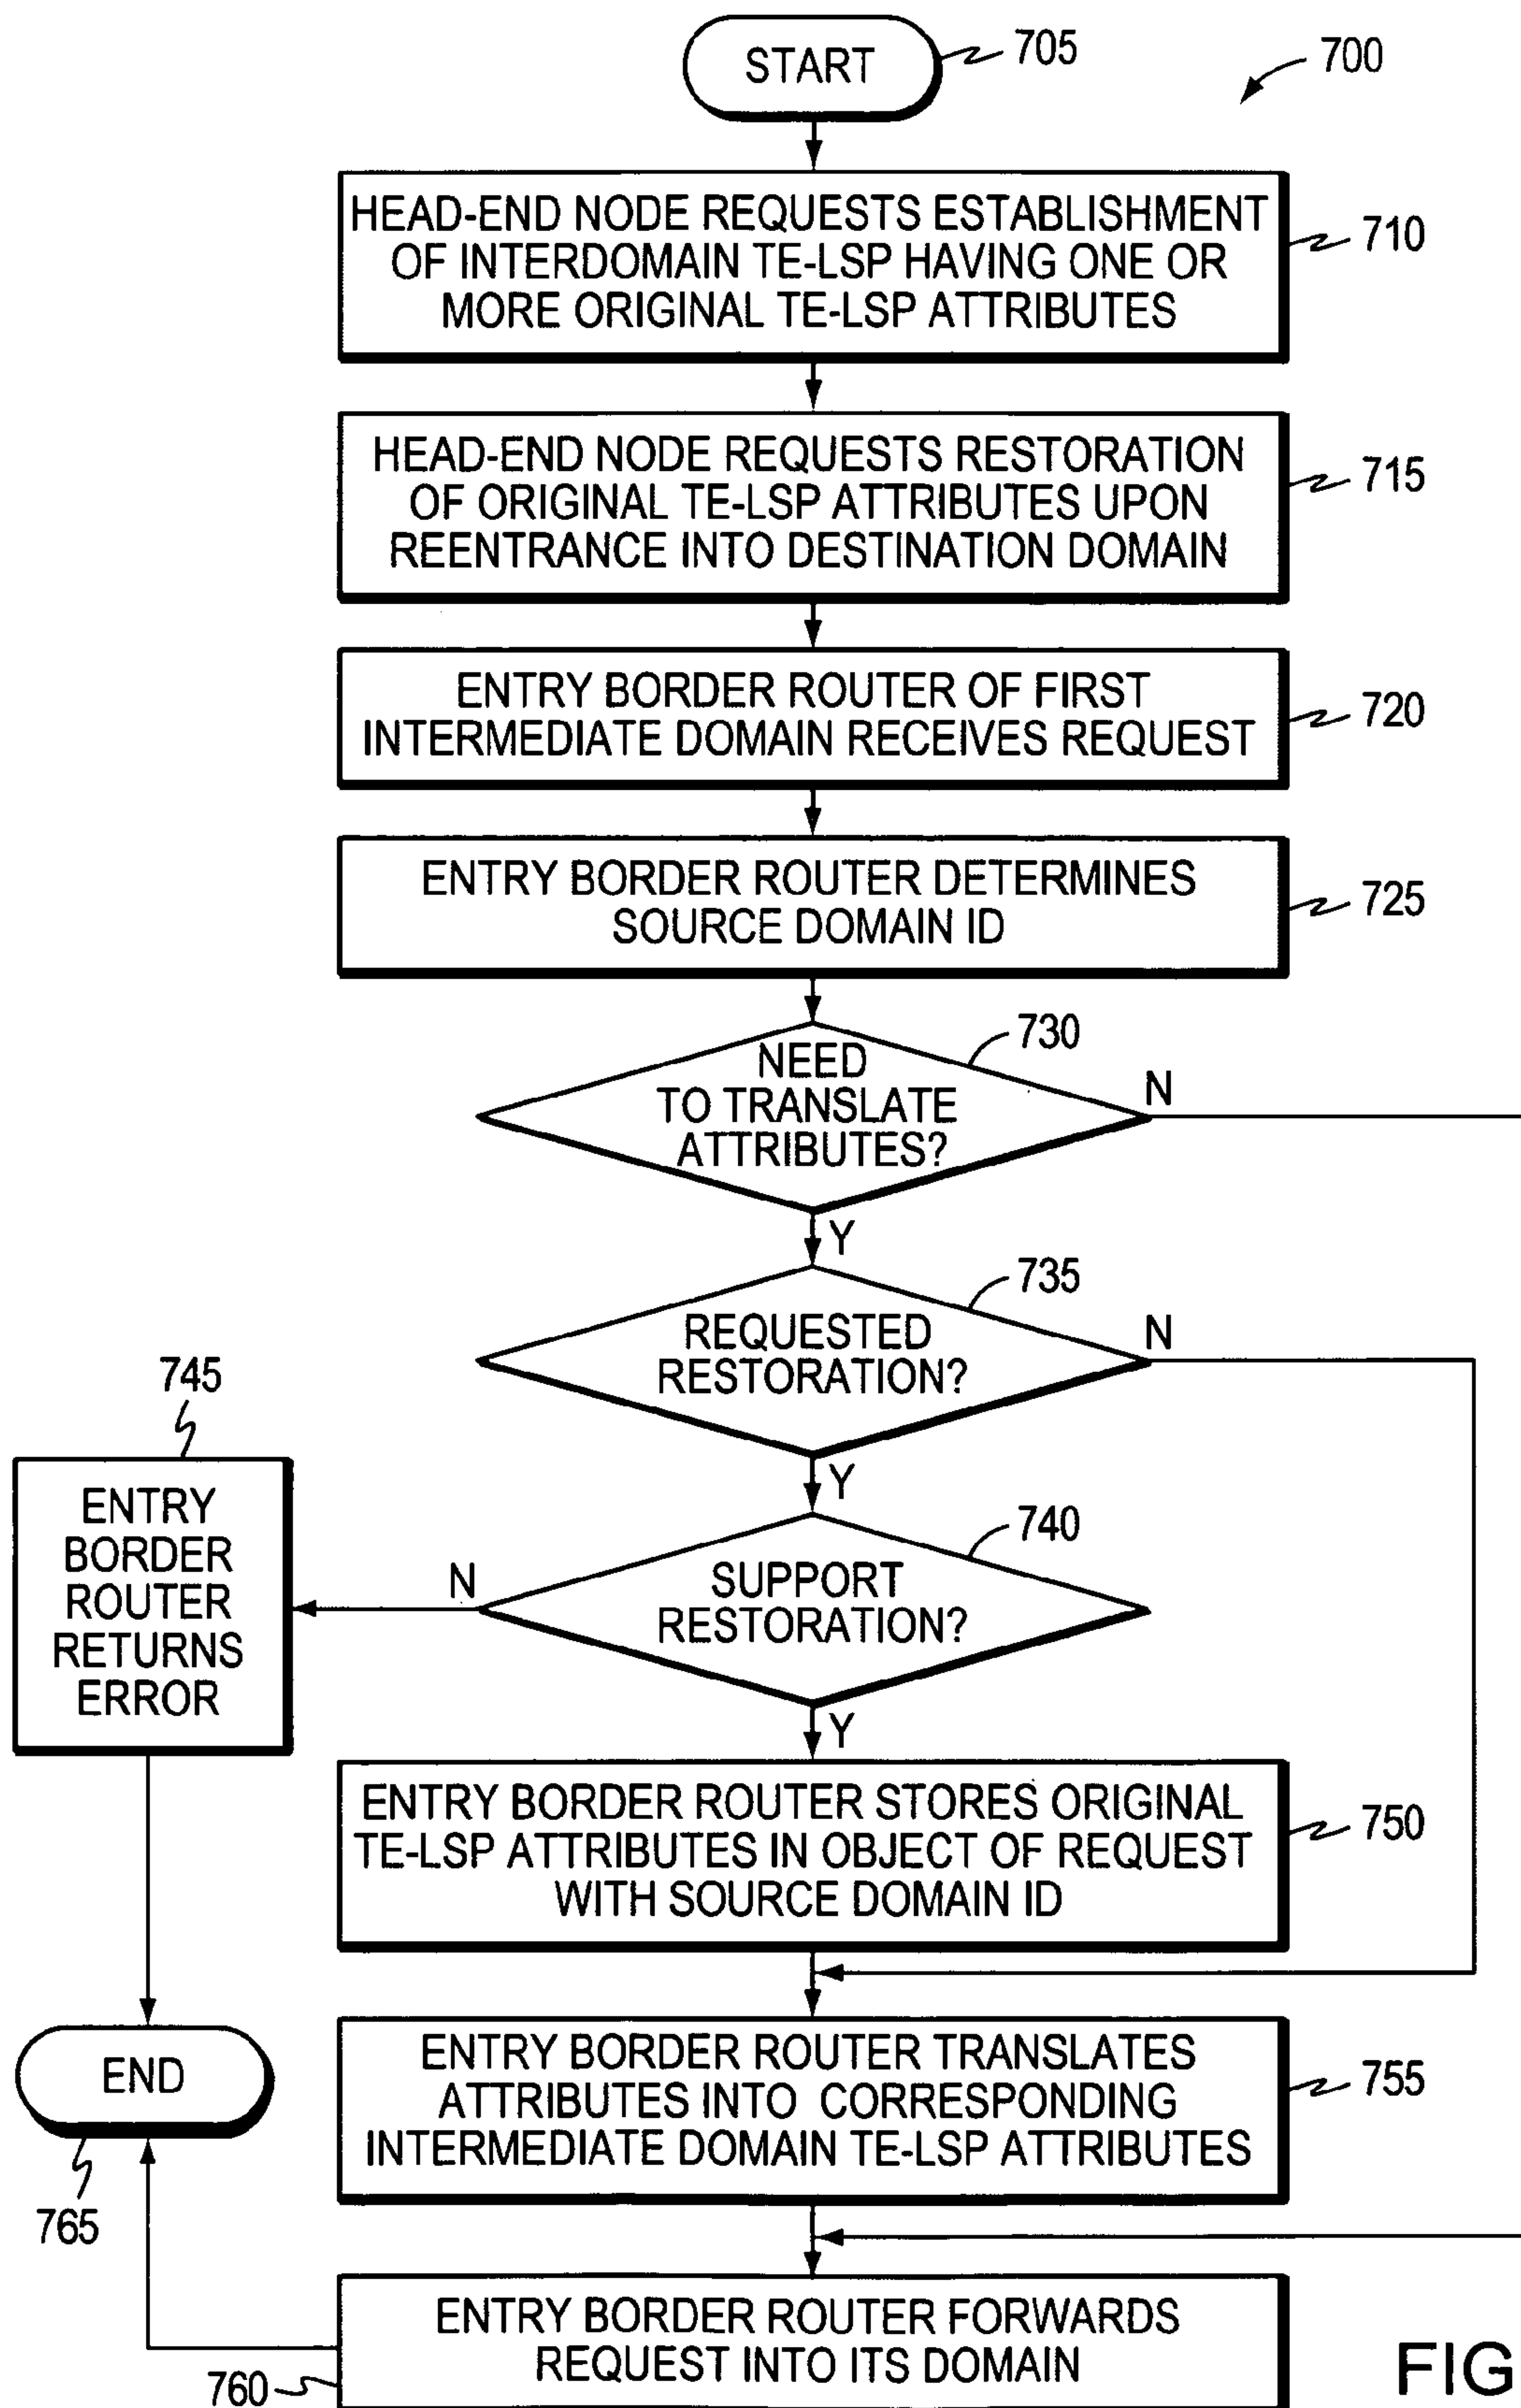 START
705
700
HEAD-END NODE REQUESTS ESTABLISHMENT
OF INTERDOMAIN TE-LSP HAVING ONE OR
MORE ORIGINAL TE-LSP ATTRIBUTES
710
HEAD-END NODE REQUESTS RESTORATION
OF ORIGINAL TE-LSP ATTRIBUTES UPON
REENTRANCE INTO DESTINATION DOMAIN
715
ENTRY BORDER ROUTER OF FIRST
INTERMEDIATE DOMAIN RECEIVES REQUEST
720
ENTRY BORDER ROUTER DETERMINES
SOURCE DOMAIN ID
725
730
NEED
TO TRANSLATE
ATTRIBUTES?
N
Y
735
REQUESTED
RESTORATION?
N
Y
740
SUPPORT
RESTORATION?
N
Y
745
ENTRY
BORDER
ROUTER
RETURNS
ERROR
ENTRY BORDER ROUTER STORES ORIGINAL
TE-LSP ATTRIBUTES IN OBJECT OF REQUEST
WITH SOURCE DOMAIN ID
750
END
765
ENTRY BORDER ROUTER TRANSLATES
ATTRIBUTES INTO CORRESPONDING
INTERMEDIATE DOMAIN TE-LSP ATTRIBUTES
755
ENTRY BORDER ROUTER FORWARDS
REQUEST INTO ITS DOMAIN
760
FIG